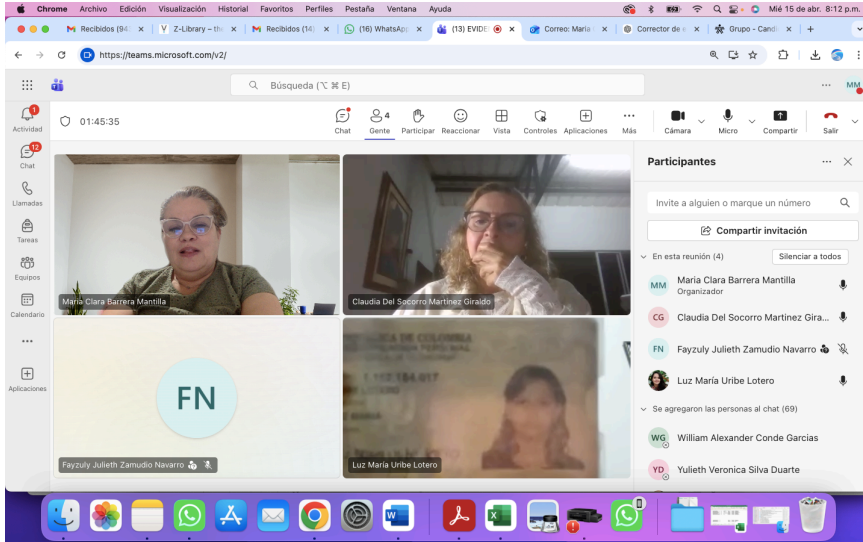 Chrome Archivo Edición Visualización Historial Favoritos Perfiles Pestaña Ventana Ayuda Mié 15 de abr. 8:12 p.m.
Recibidos (94 Z-Library – the Recibidos (14) (16) WhatsApp (13) EVIDE Correo: Maria Corrector de Grupo - Candi
https://teams.microsoft.com/v2/
Búsqueda (⌥ ⌘ E)
MM
01:45:35
4
Chat Gente Participar Reaccionar Vista Controles Aplicaciones Más Cámara Micro Compartir Salir
1
Actividad
12
Chat
Llamadas
Tareas
Equipos
Calendario
Aplicaciones
Maria Clara Barrera Mantilla
Claudia Del Socorro Martinez Giraldo
FN
Fayzuly Julieth Zamudio Navarro
Luz María Uribe Lotero
Participantes
Invite a alguien o marque un número
Compartir invitación
En esta reunión (4) Silenciar a todos
MM Maria Clara Barrera Mantilla
Organizador
CG Claudia Del Socorro Martinez Gira...
FN Fayzuly Julieth Zamudio Navarro
Luz María Uribe Lotero
Se agregaron las personas al chat (69)
WG William Alexander Conde Garcias
YD Yulieth Veronica Silva Duarte